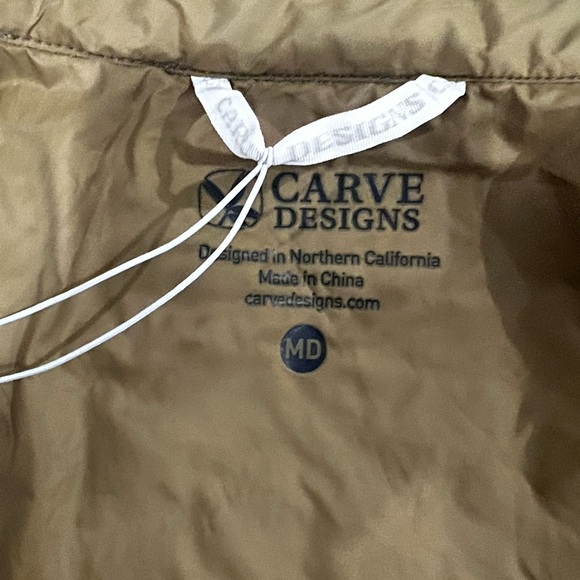 CARVE DESIGNS
CARVE
DESIGNS
Designed in Northern California
Made in China
carvedesigns.com
MD